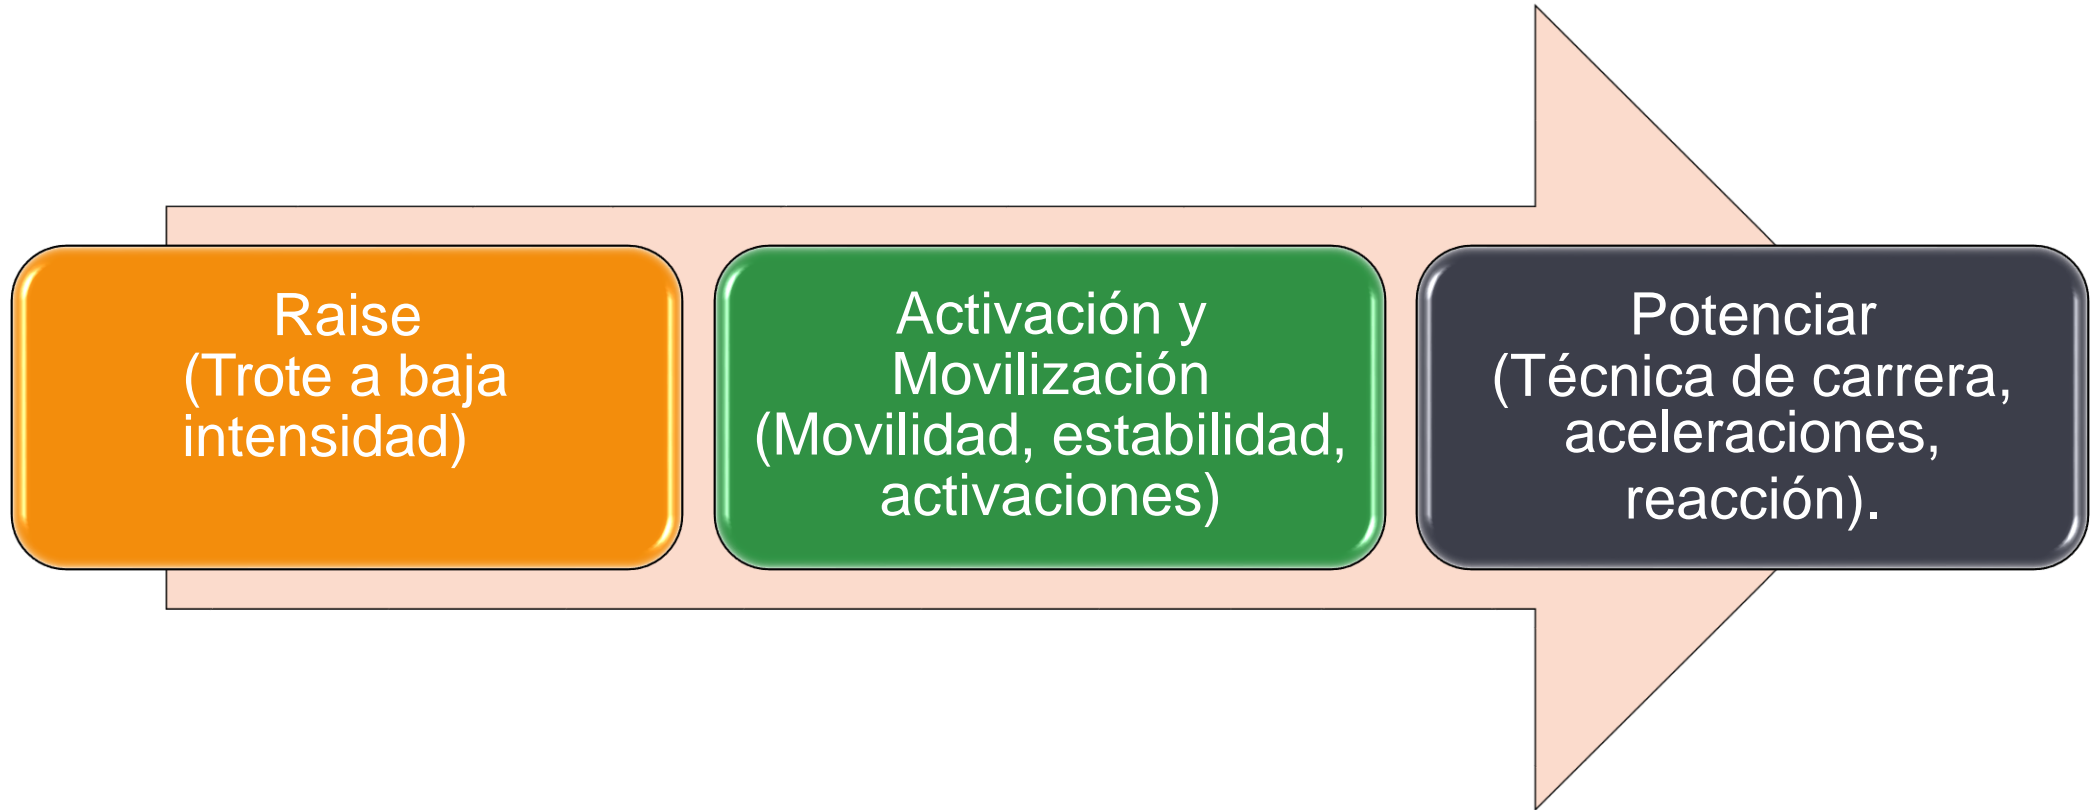 Raise
(Trote a baja
intensidad)
Activación y
Movilización
(Movilidad, estabilidad,
activaciones)
Potenciar
(Técnica de carrera,
aceleraciones,
reacción).